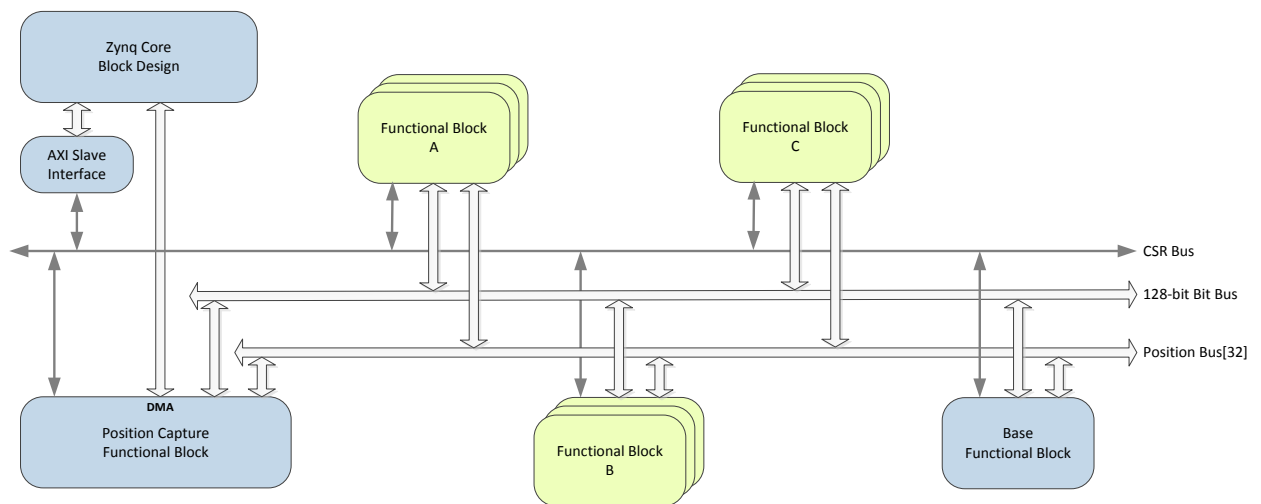 Zynq Core
Block Design
AXI Slave
Interface
Functional Block
A
Functional Block
C
CSR Bus
128-bit Bit Bus
Position Bus[32]
DMA
Position Capture
Functional Block
Functional Block
B
Base
Functional Block